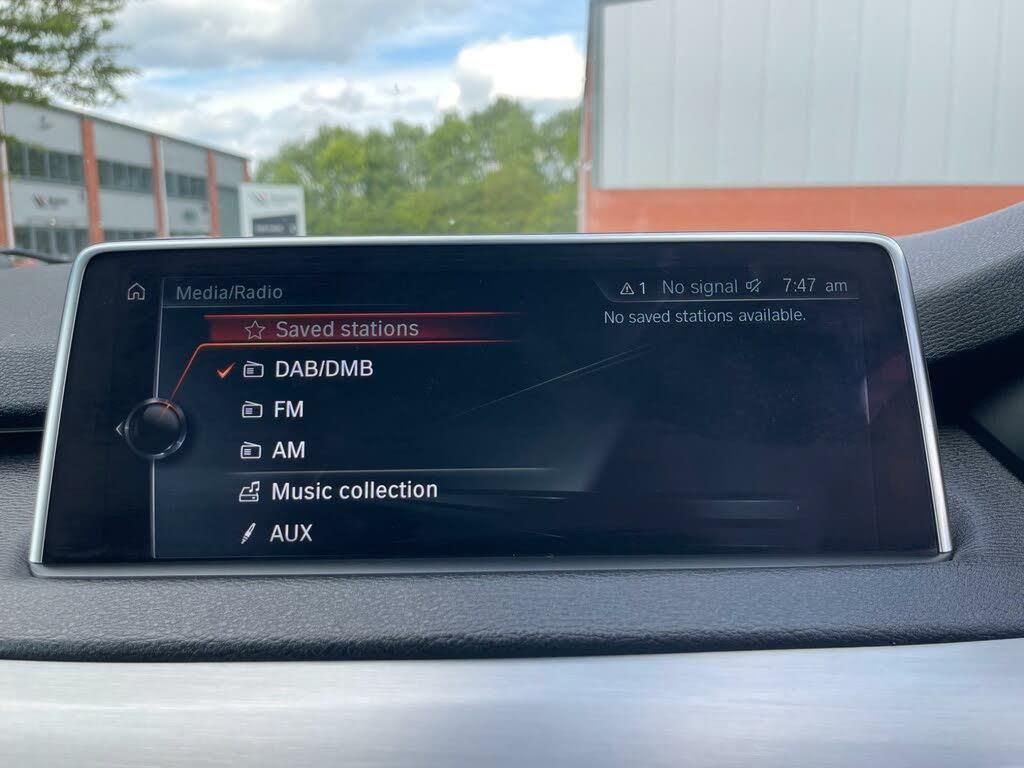 Media/Radio
1 No signal 7:47 am
Saved stations
No saved stations available.
DAB/DMB
FM
AM
Music collection
AUX